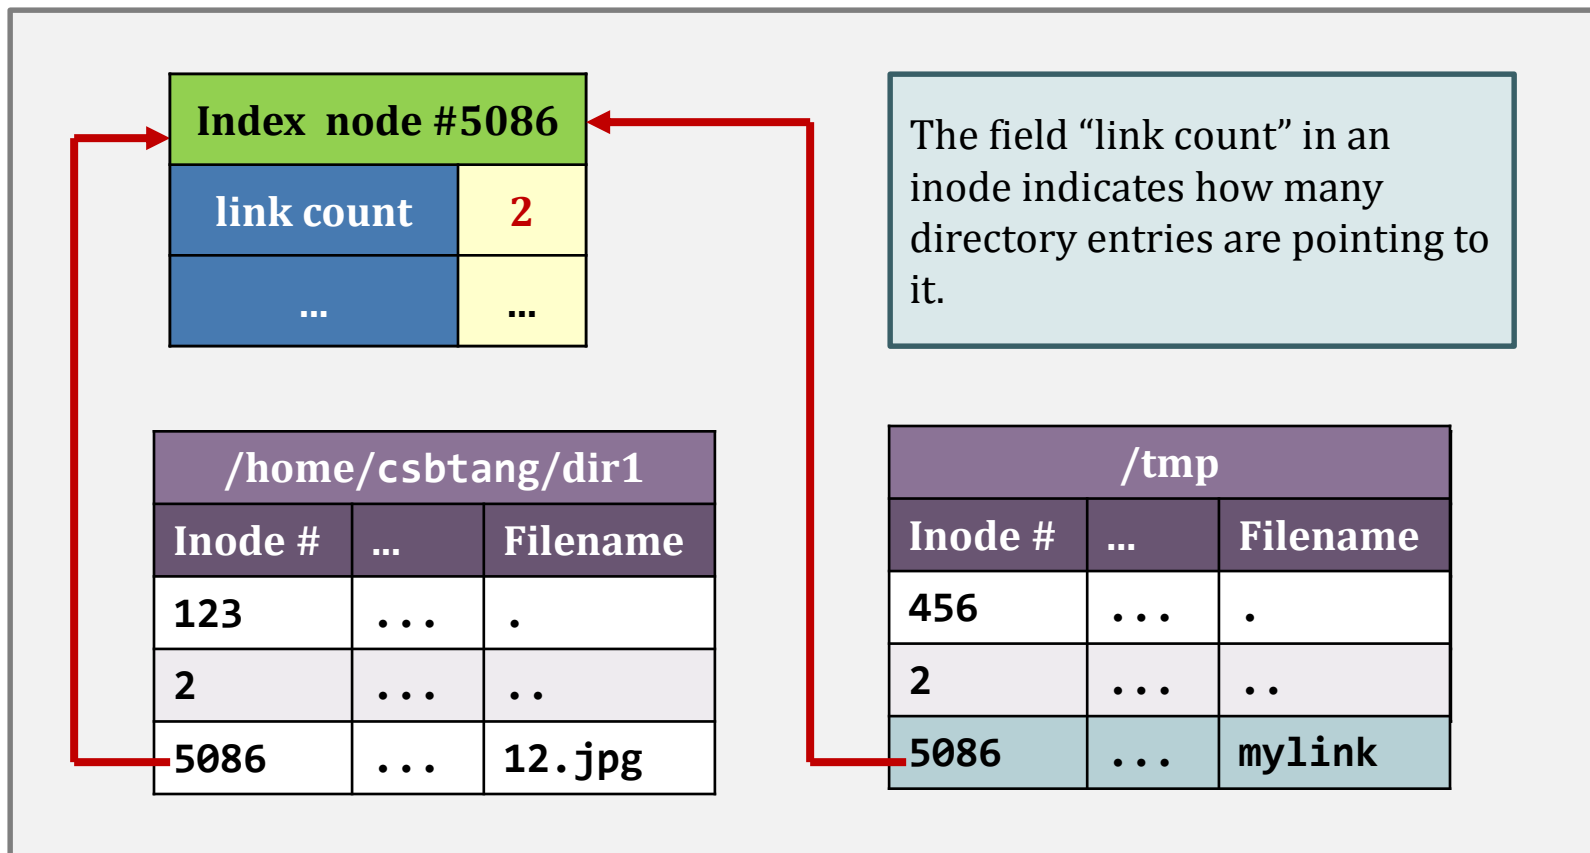 Index node #5086
link count 2
... ...
The field “link count” in an
inode indicates how many
directory entries are pointing to
it.
/home/csbtang/dir1
Inode # ... Filename
123 ... .
2 ... ..
5086 ... 12.jpg
/tmp
Inode # ... Filename
456 ... .
2 ... ..
5086 ... mylink